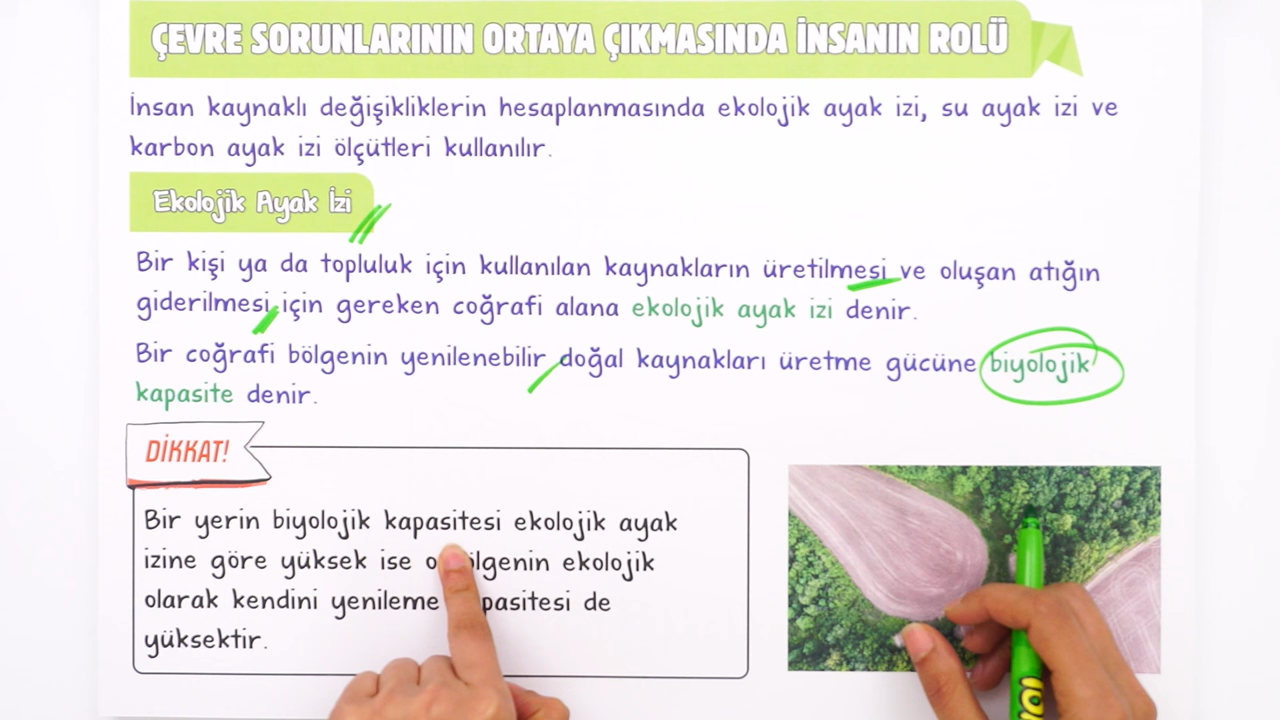 ÇEVRE SORUNLARININ ORTAYA ÇIKMASINDA İNSANIN ROLÜ
İnsan kaynaklı değişikliklerin hesaplanmasında ekolojik ayak izi, su ayak izi ve
karbon ayak izi ölçütleri kullanılır.
Ekolojik Ayak İzi
Bir kişi ya da topluluk için kullanılan kaynakların üretilmesi ve oluşan atığın
giderilmesi için gereken coğrafi alana ekolojik ayak izi denir.
Bir coğrafi bölgenin yenilenebilir doğal kaynakları üretme gücüne biyolojik
kapasite denir.
DİKKAT!
Bir yerin biyolojik kapasitesi ekolojik ayak
izine göre yüksek ise ekolojik
olarak kendini yenileme de
yüksektir.